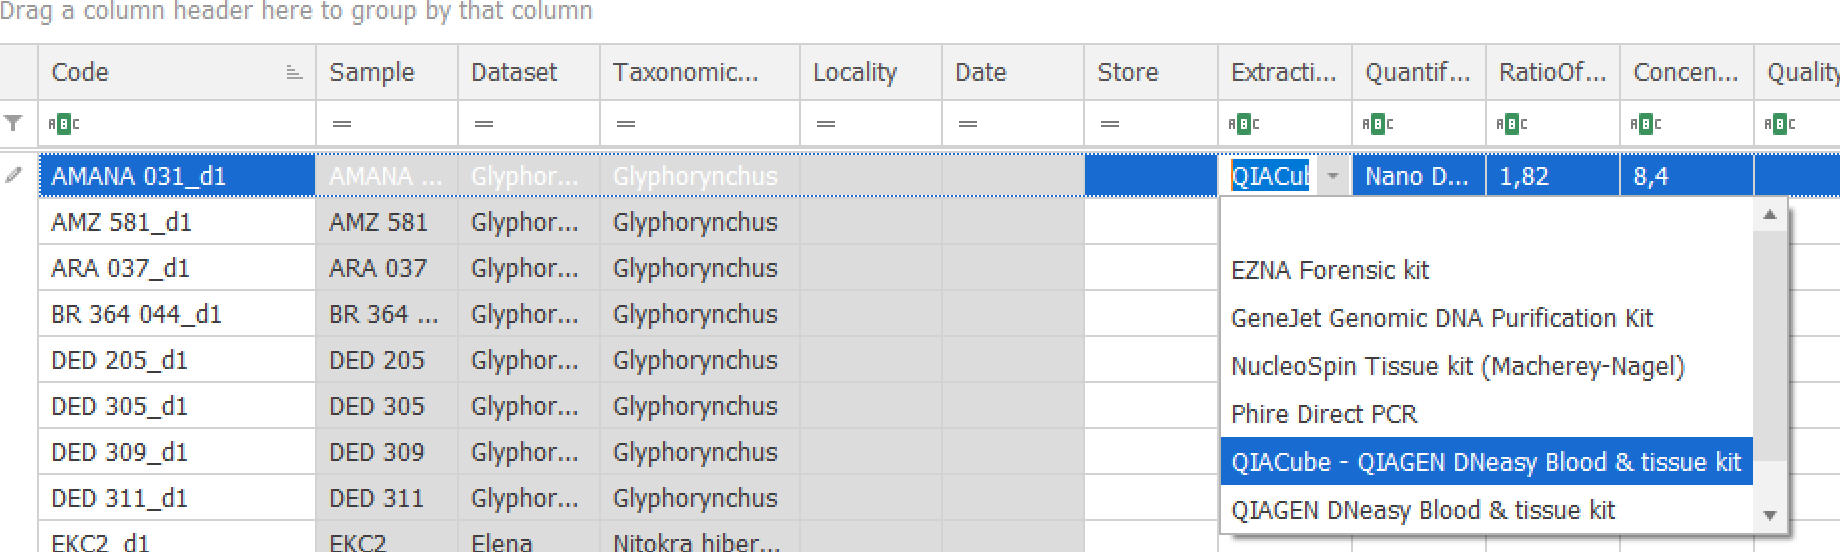 Drag a column header here to group by that column
Code Sample Dataset Taxonomic... Locality Date Store Extracti... Quantif... RatioOf... Concen... Quality
ABC = = = = = = ABC ABC ABC ABC ABC
AMANA 031_d1 AMANA ... Glyphor... Glyphorynchus QIACub Nano D... 1,82 8,4
AMZ 581_d1 AMZ 581 Glyphor... Glyphorynchus
ARA 037_d1 ARA 037 Glyphor... Glyphorynchus EZNA Forensic kit
BR 364 044_d1 BR 364 ... Glyphor... Glyphorynchus GeneJet Genomic DNA Purification Kit
DED 205_d1 DED 205 Glyphor... Glyphorynchus NucleoSpin Tissue kit (Macherey-Nagel)
DED 305_d1 DED 305 Glyphor... Glyphorynchus Phire Direct PCR
DED 309_d1 DED 309 Glyphor... Glyphorynchus QIACube - QIAGEN DNeasy Blood & tissue kit
DED 311_d1 DED 311 Glyphor... Glyphorynchus QIAGEN DNeasy Blood & tissue kit
EKC2_d1 EKC2 Elena Nitokra hiber...